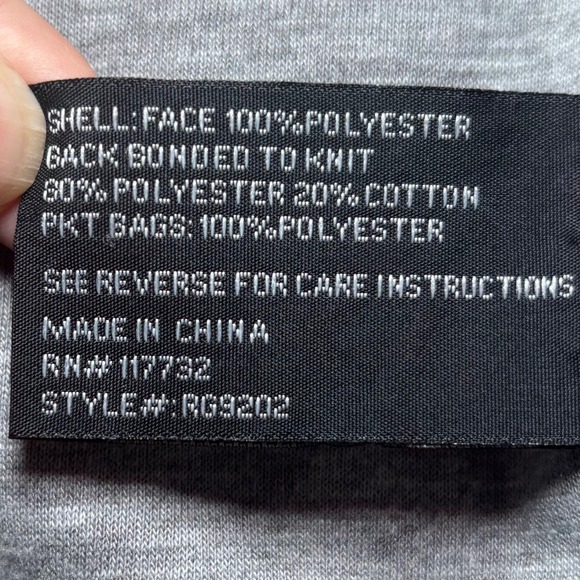 SHELL: FACE 100% POLYESTER
BACK BONDED TO KNIT
80% POLYESTER 20% COTTON
PKT BAGS: 100% POLYESTER
SEE REVERSE FOR CARE INSTRUCTIONS
MADE IN CHINA
RN# 117732
STYLE#: RG9202